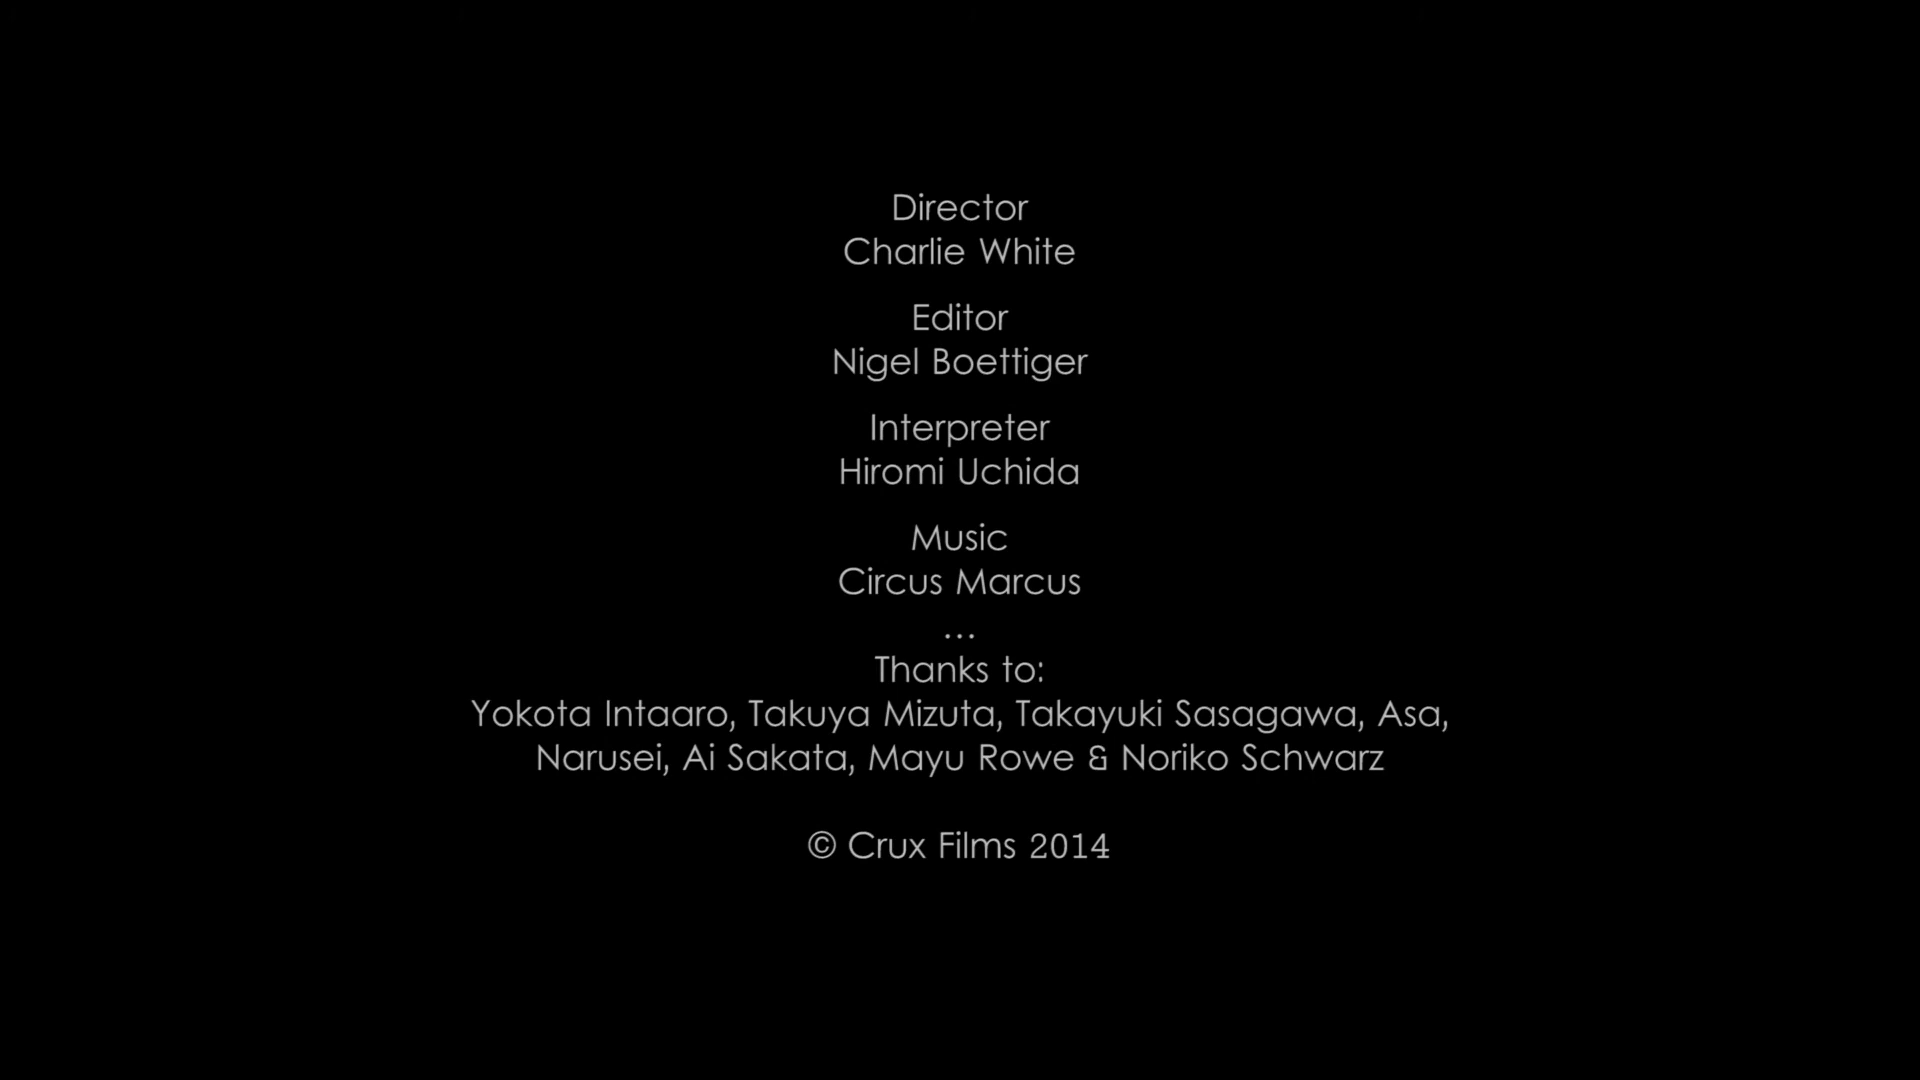 Director
Charlie White
Editor
Nigel Boettiger
Interpreter
Hiromi Uchida
Music
Circus Marcus
...
Thanks to:
Yokota Intaaro, Takuya Mizuta, Takayuki Sasagawa, Asa,
Narusei, Ai Sakata, Mayu Rowe & Noriko Schwarz
© Crux Films 2014